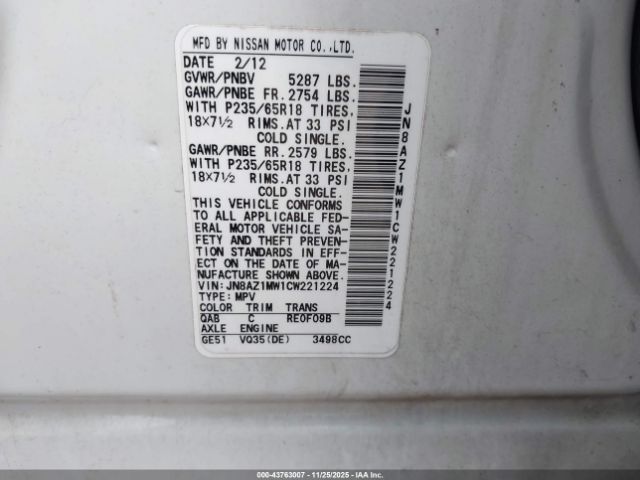 MFD BY NISSAN MOTOR CO.,LTD.
DATE 2/12
GVWR/PNBV 5287 LBS.
GAWR/PNBE FR. 2754 LBS.
WITH P235/65R18 TIRES,
18X7½ RIMS. AT 33 PSI
COLD SINGLE.
GAWR/PNBE RR. 2579 LBS.
WITH P235/65R18 TIRES,
18X7½ RIMS. AT 33 PSI
COLD SINGLE.
THIS VEHICLE CONFORMS
TO ALL APPLICABLE FED-
ERAL MOTOR VEHICLE SA-
FETY AND THEFT PREVEN-
TION STANDARDS IN EFF-
ECT ON THE DATE OF MA-
NUFACTURE SHOWN ABOVE.
VIN: JN8AZ1MW1CW221224
TYPE: MPV
COLOR TRIM TRANS
QAB C RE0F09B
AXLE ENGINE
GE51 VQ35(DE) 3498CC
JN8AZ1MW1CW221224
000-43763007 - 11/25/2025 - IAA Inc.